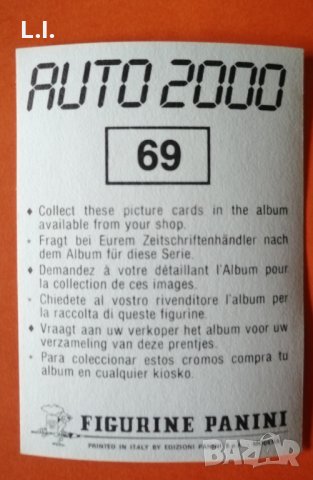 L.I.
AUTO 2000
69
♦ Collect these picture cards in the album
available from your shop.
* Fragt bei Eurem Zeitschriftenhändler nach
dem Album für diese Serie.
♦ Demandez à votre détaillant l'Album pour
la collection de ces images.
* Chiedete al vostro rivenditore l'album per
la raccolta di queste figurine.
♦ Vraagt aan uw verkoper het album voor uw
verzameling van deze prentjes.
* Para coleccionar estos cromos compra tu
album en cualquier kiosko.
FIGURINE PANINI
PRINTED IN ITALY BY EDIZIONI PANINI
bazar.bg